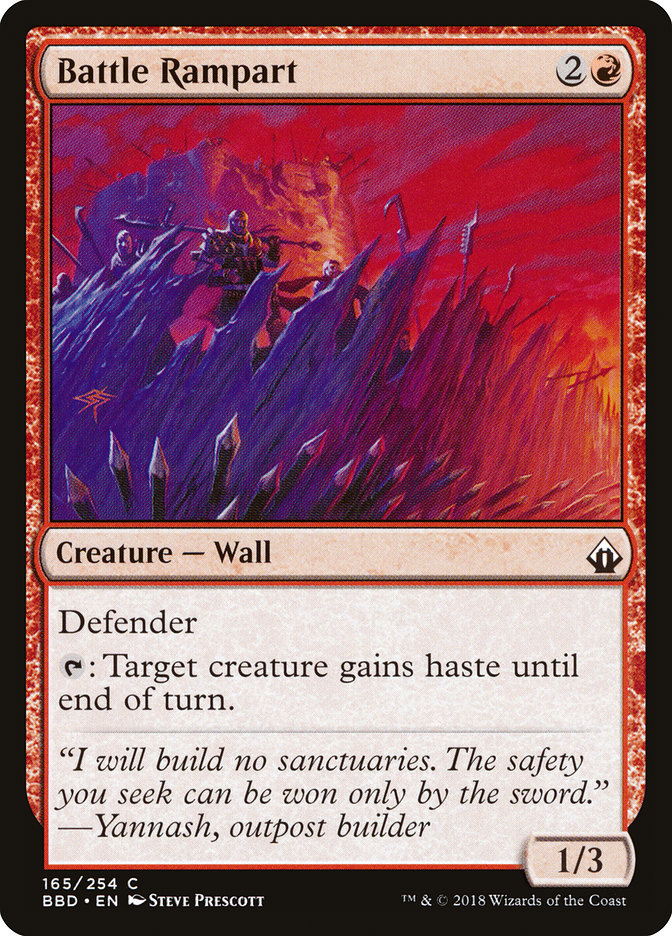 Battle Rampart 2
Creature — Wall
Defender
: Target creature gains haste until
end of turn.
“I will build no sanctuaries. The safety
you seek can be won only by the sword.”
—Yannash, outpost builder
1/3
165/254 C
BBD • EN Steve Prescott ™ & © 2018 Wizards of the Coast